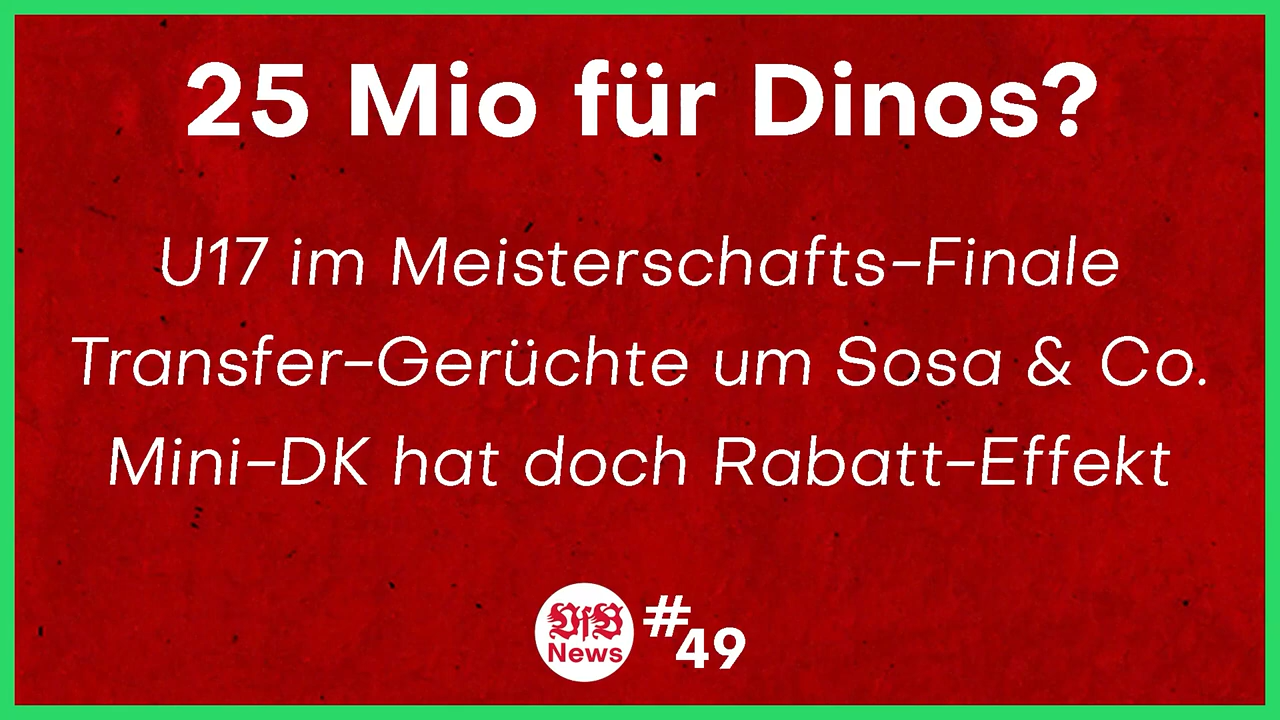 25 Mio für Dinos?
U17 im Meisterschafts-Finale
Transfer-Gerüchte um Sosa & Co.
Mini-DK hat doch Rabatt-Effekt
VfB
News
#49